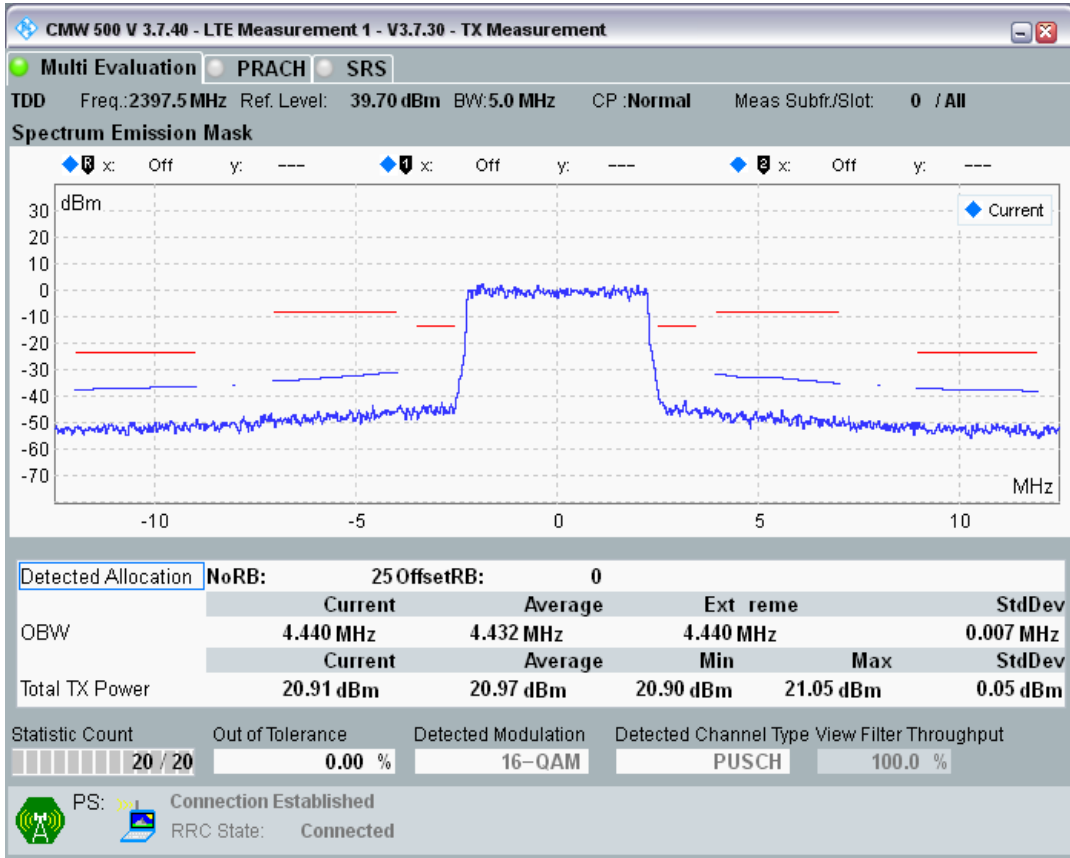 CMW 500 V 3.7.40 - LTE Measurement 1 - V3.7.30 - TX Measurement
Multi Evaluation PRACH SRS
TDD Freq.:2397.5 MHz Ref. Level: 39.70 dBm BW:5.0 MHz CP :Normal Meas Subfr./Slot: 0 / All
Spectrum Emission Mask
R x: Off y: --- 1 x: Off y: --- 2 x: Off y: ---
dBm
Current
30
20
10
0
-10
-20
-30
-40
-50
-60
-70
MHz
-10 -5 0 5 10
Detected Allocation NoRB: 25 OffsetRB: 0
Current Average Ext reme StdDev
OBW 4.440 MHz 4.432 MHz 4.440 MHz 0.007 MHz
Current Average Min Max StdDev
Total TX Power 20.91 dBm 20.97 dBm 20.90 dBm 21.05 dBm 0.05 dBm
Statistic Count Out of Tolerance Detected Modulation Detected Channel Type View Filter Throughput
20 / 20 0.00 % 16-QAM PUSCH 100.0 %
PS: Connection Established
RRC State: Connected